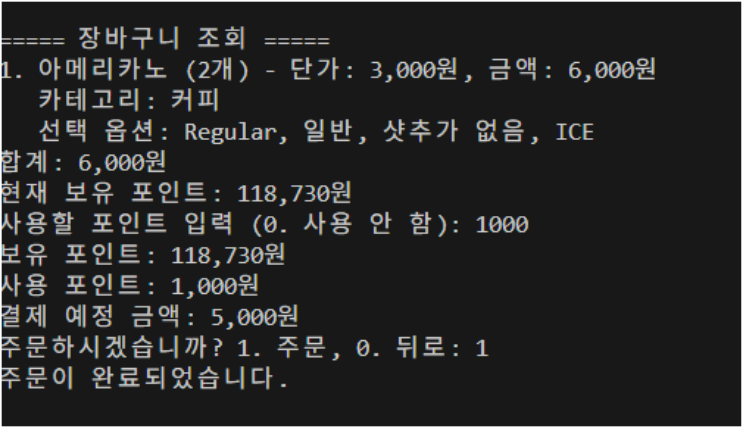 ===== 장바구니 조회 =====
1. 아메리카노 (2개) - 단가: 3,000원, 금액: 6,000원
카테고리: 커피
선택 옵션: Regular, 일반, 샷추가 없음, ICE
합계: 6,000원
현재 보유 포인트: 118,730원
사용할 포인트 입력 (0. 사용 안 함): 1000
보유 포인트: 118,730원
사용 포인트: 1,000원
결제 예정 금액: 5,000원
주문하시겠습니까? 1. 주문, 0. 뒤로: 1
주문이 완료되었습니다.